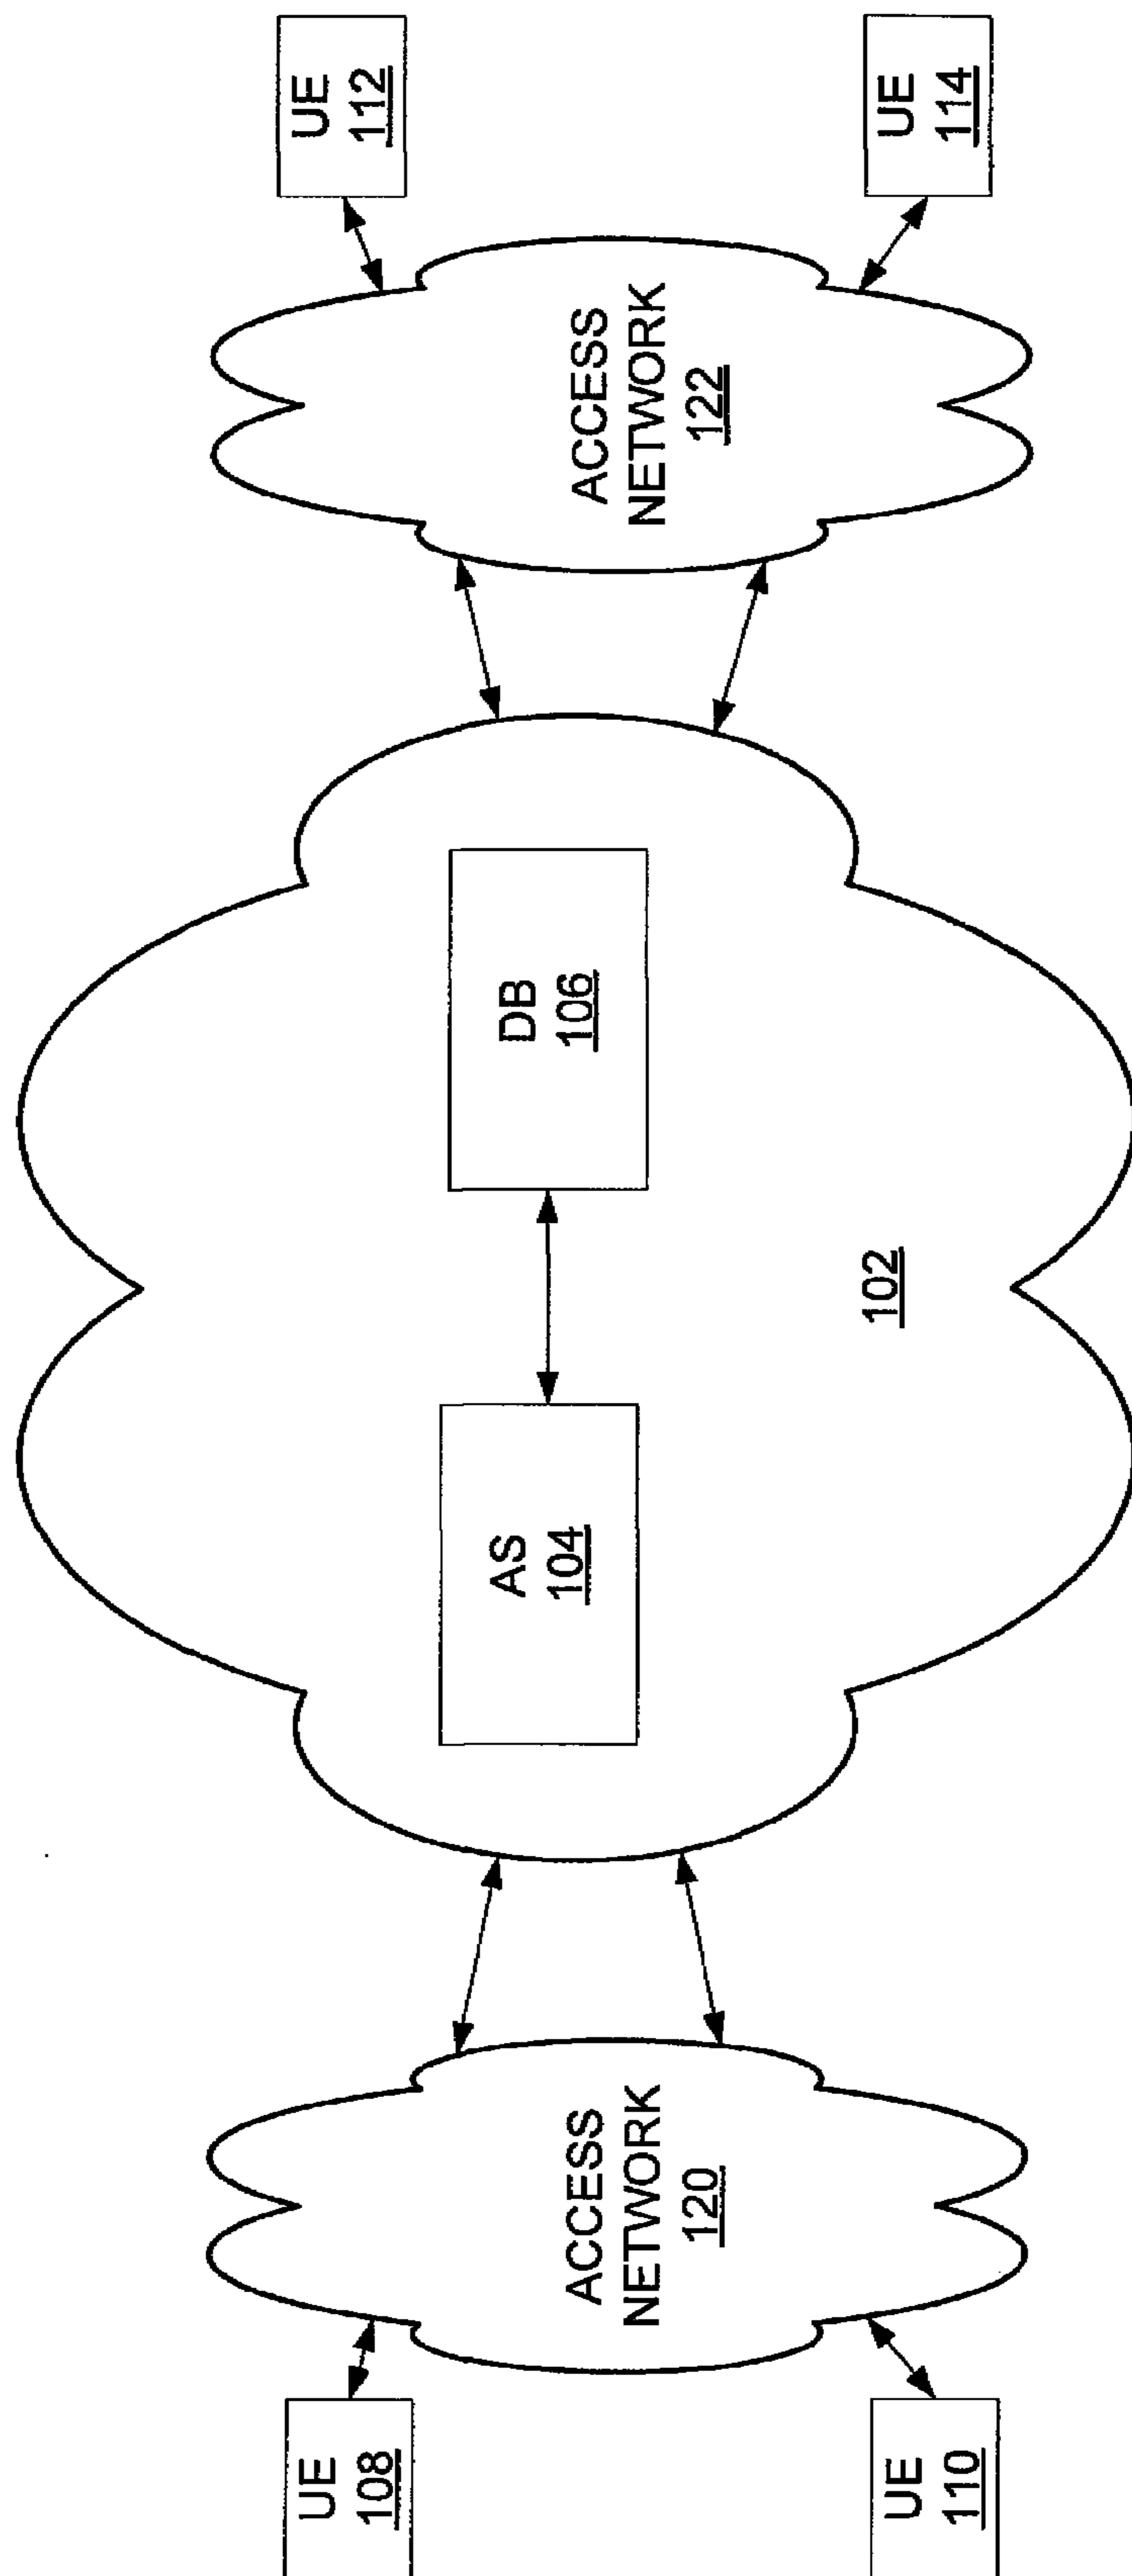 UE
108
UE
110
ACCESS
NETWORK
120
AS
104
DB
106
102
ACCESS
NETWORK
122
UE
112
UE
114